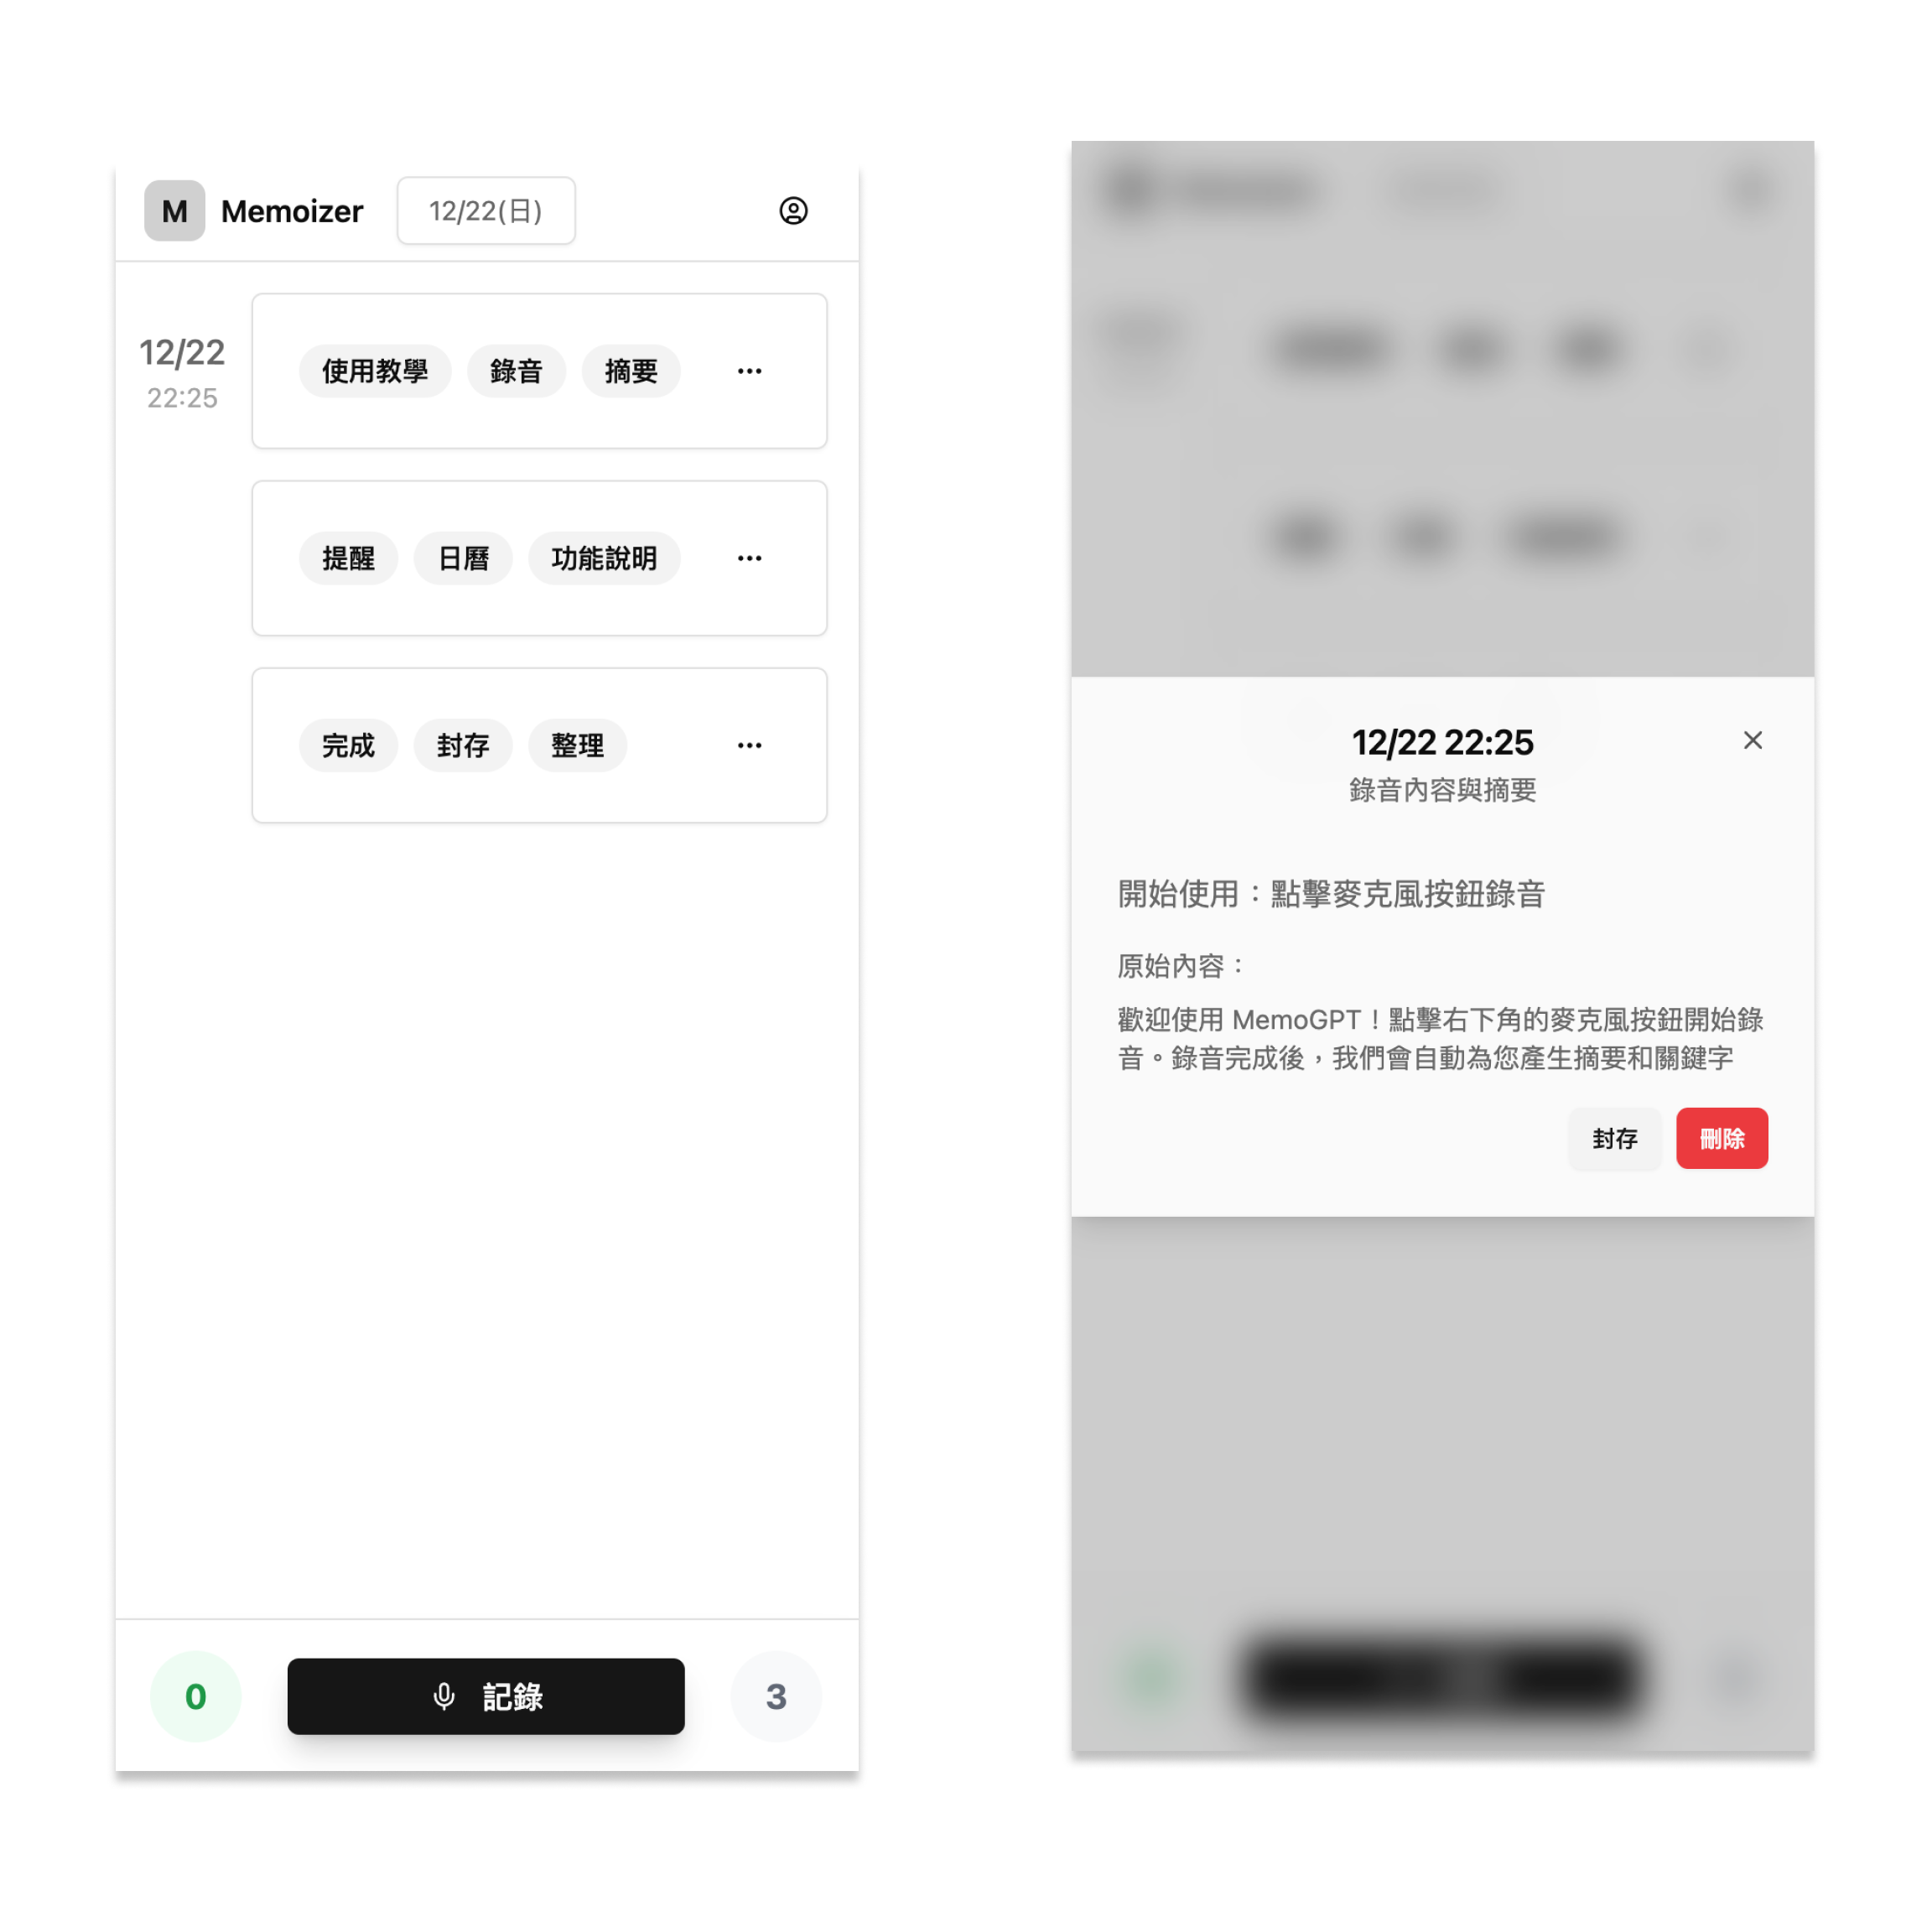 M Memoizer 12/22(日)
12/22
22:25
使用教學 錄音 摘要
提醒 日曆 功能說明
完成 封存 整理
0 記錄 3
12/22 22:25
錄音內容與摘要
開始使用：點擊麥克風按鈕錄音
原始內容：
歡迎使用 MemoGPT！點擊右下角的麥克風按鈕開始錄
音。錄音完成後，我們會自動為您產生摘要和關鍵字
封存 刪除